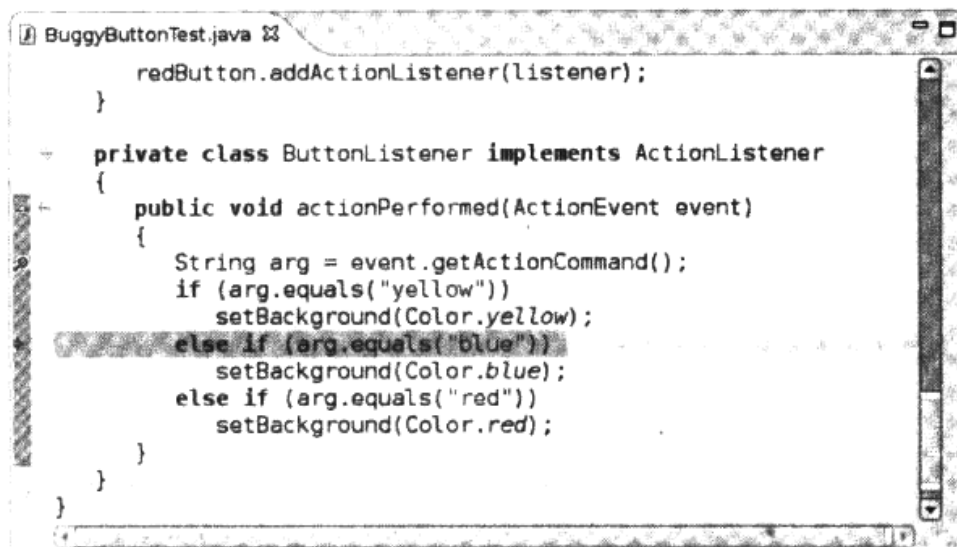 BuggyButtonTest.java
redButton.addActionListener(listener);
}
private class ButtonListener implements ActionListener
{
public void actionPerformed(ActionEvent event)
{
String arg = event.getActionCommand();
if (arg.equals("yellow"))
setBackground(Color.yellow);
else if (arg.equals("blue"))
setBackground(Color.blue);
else if (arg.equals("red"))
setBackground(Color.red);
}
}
}